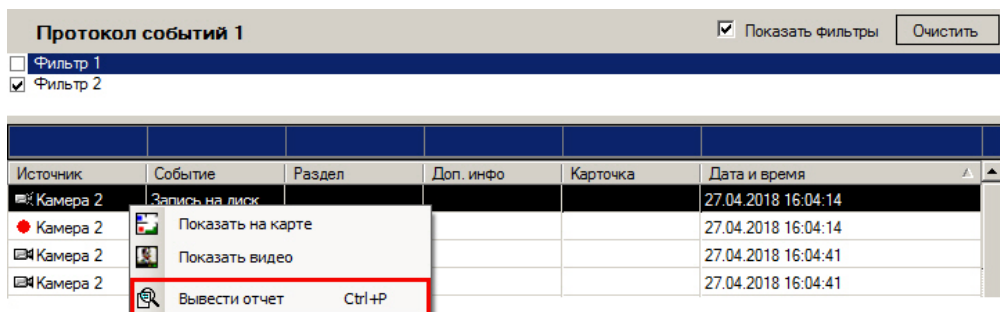 Протокол событий 1 Показать фильтры Очистить
Фильтр 1
Фильтр 2
Источник Событие Раздел Доп. инфо Карточка Дата и время
Камера 2 Запись на диск 27.04.2018 16:04:14
Камера 2 Показать на карте 27.04.2018 16:04:14
Камера 2 Показать видео 27.04.2018 16:04:41
Камера 2 27.04.2018 16:04:41
Вывести отчет Ctrl+P